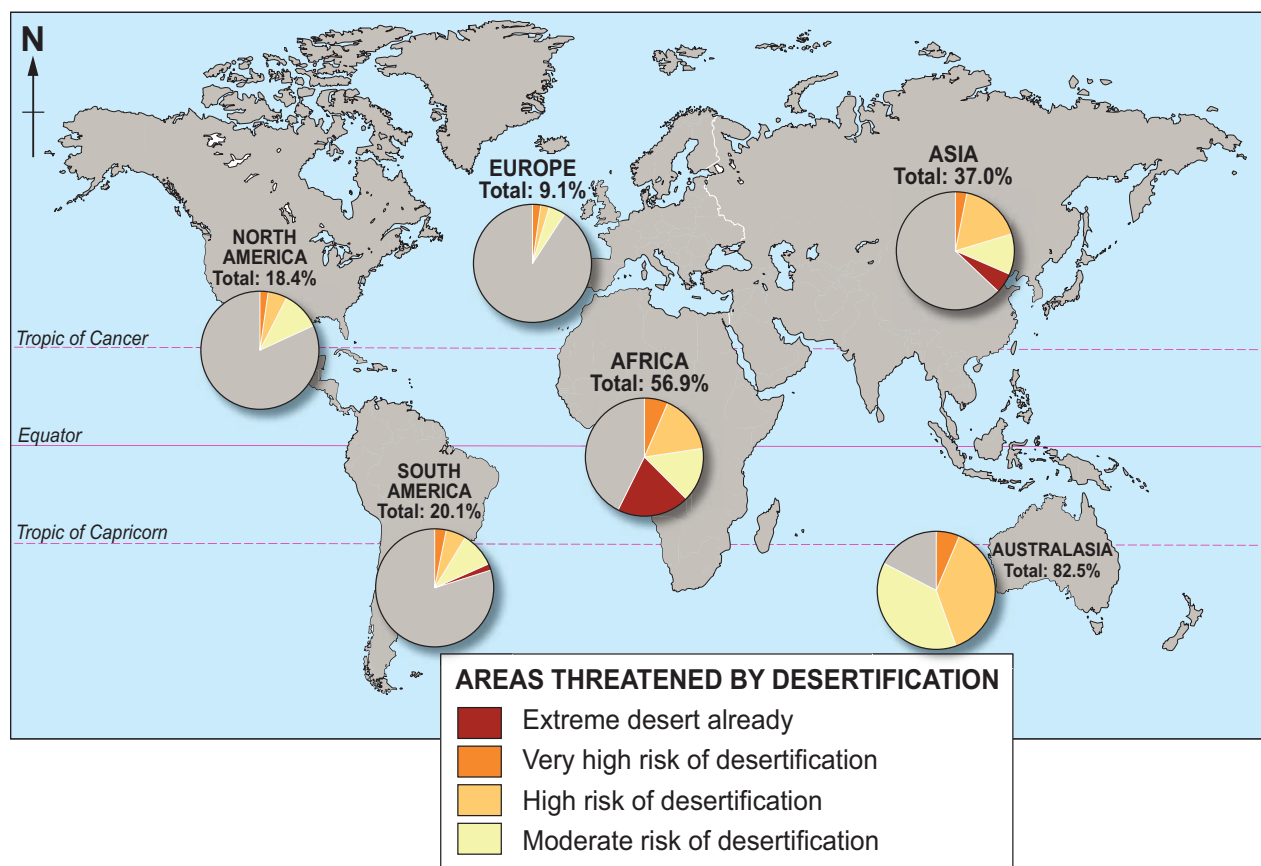 N
EUROPE
Total: 9.1%
ASIA
Total: 37.0%
NORTH
AMERICA
Total: 18.4%
Tropic of Cancer
AFRICA
Total: 56.9%
Equator
SOUTH
AMERICA
Total: 20.1%
Tropic of Capricorn
AUSTRALASIA
Total: 82.5%
AREAS THREATENED BY DESERTIFICATION
Extreme desert already
Very high risk of desertification
High risk of desertification
Moderate risk of desertification